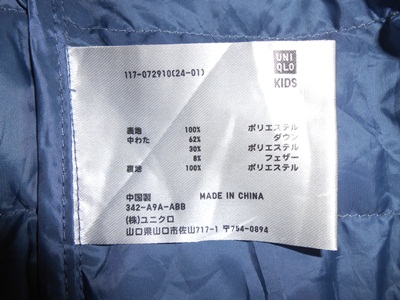 117-072910(24-01)
UNI
QLO
KIDS
表地 100% ポリエステル
中わた 62% ダウン
30% ポリエステル
8% フェザー
裏地 100% ポリエステル
中国製 MADE IN CHINA
342-A9A-ABB
(株)ユニクロ
山口県山口市佐山717-1 〒754-0894